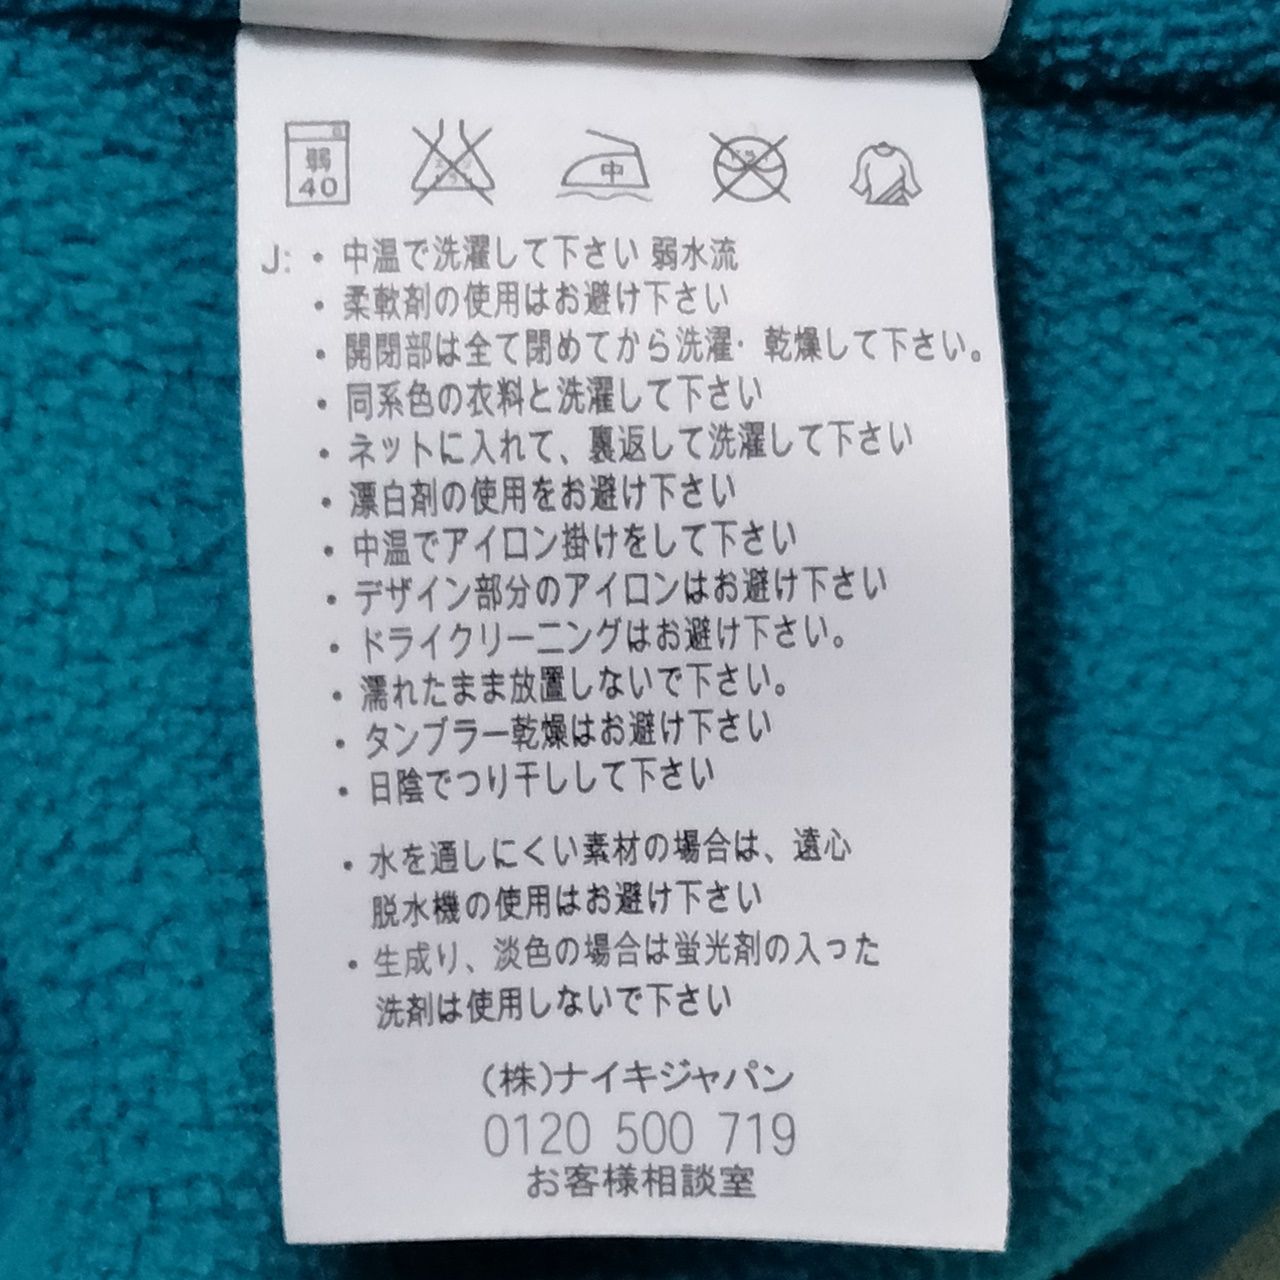 弱
40
中
J: ・ 中温で洗濯して下さい 弱水流
・ 柔軟剤の使用はお避け下さい
・ 開閉部は全て閉めてから洗濯・乾燥して下さい。
・ 同系色の衣料と洗濯して下さい
・ ネットに入れて、裏返して洗濯して下さい
・ 漂白剤の使用をお避け下さい
・ 中温でアイロン掛けをして下さい
・ デザイン部分のアイロンはお避け下さい
・ ドライクリーニングはお避け下さい。
・ 濡れたまま放置しないで下さい。
・ タンブラー乾燥はお避け下さい
・ 日陰でつり干しして下さい
・ 水を通しにくい素材の場合は、遠心
脱水機の使用はお避け下さい
・ 生成り、淡色の場合は蛍光剤の入った
洗剤は使用しないで下さい
(株)ナイキジャパン
0120 500 719
お客様相談室